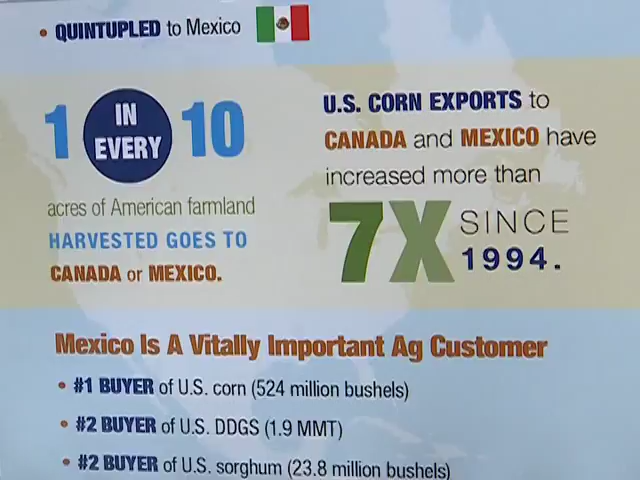 • QUINTUPLED to Mexico
1 IN EVERY 10
acres of American farmland
HARVESTED GOES TO
CANADA or MEXICO.
U.S. CORN EXPORTS to
CANADA and MEXICO have
increased more than
7X SINCE
1994.
Mexico Is A Vitally Important Ag Customer
• #1 BUYER of U.S. corn (524 million bushels)
• #2 BUYER of U.S. DDGS (1.9 MMT)
• #2 BUYER of U.S. sorghum (23.8 million bushels)